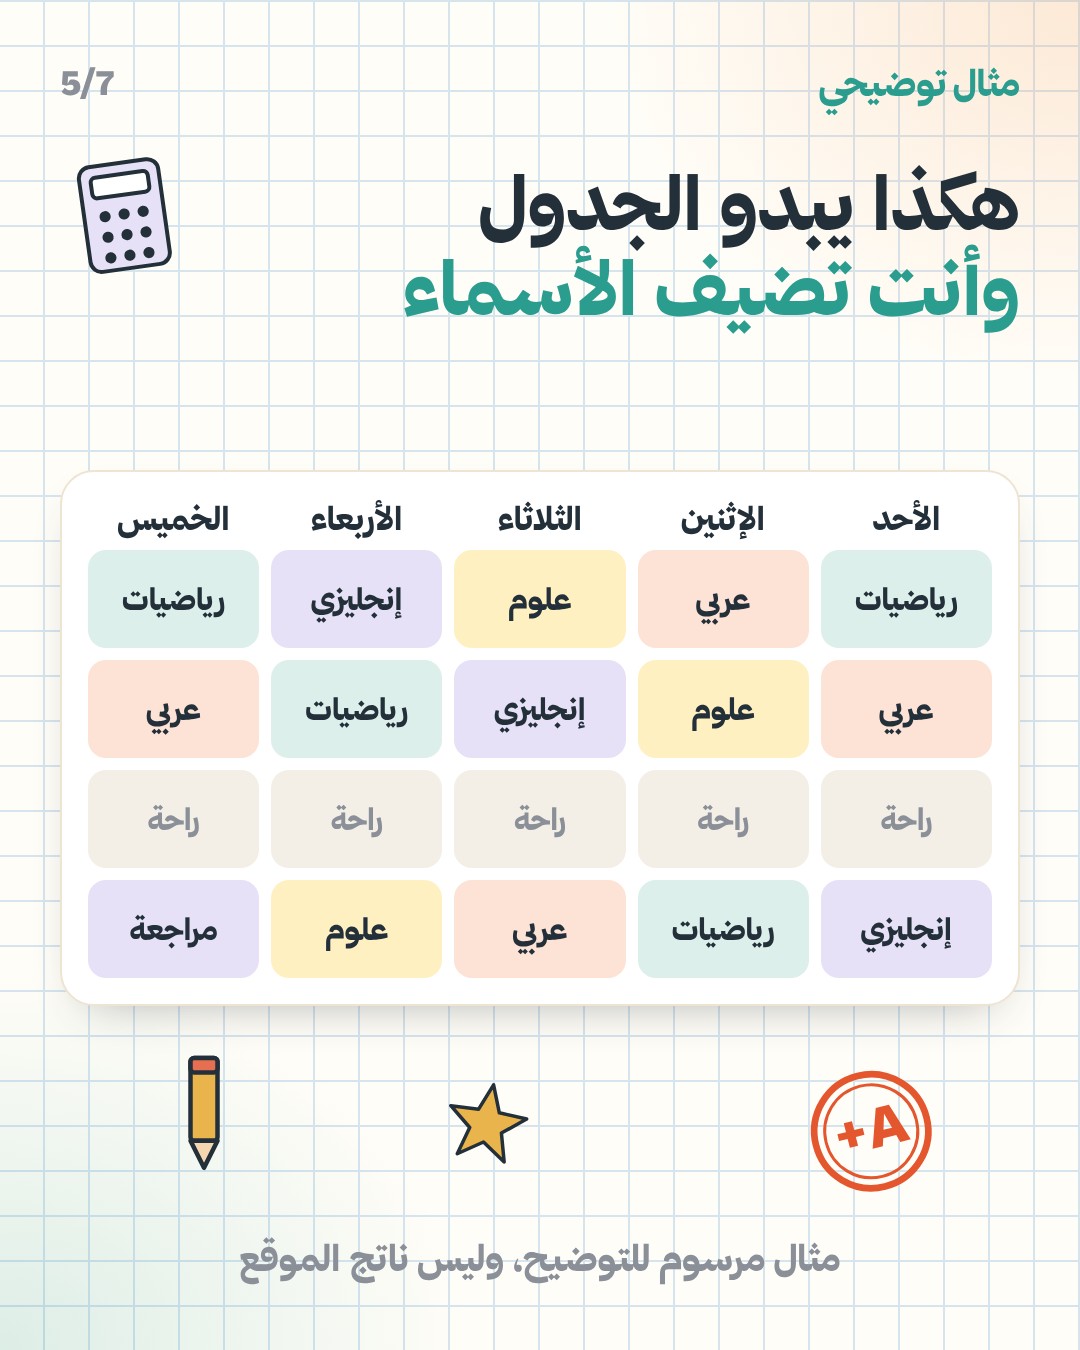 مثال توضيحي
5/7
هكذا يبدو الجدول
وأنت تضيف الأسماء
الأحد الإثنين الثلاثاء الأربعاء الخميس
رياضيات عربي علوم إنجليزي رياضيات
عربي علوم إنجليزي رياضيات عربي
راحة راحة راحة راحة راحة
إنجليزي رياضيات عربي علوم مراجعة
+A
مثال مرسوم للتوضيح، وليس ناتج الموقع